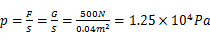 p = F/S = G/S = 500N/0.04m² = 1.25 × 10⁴Pa